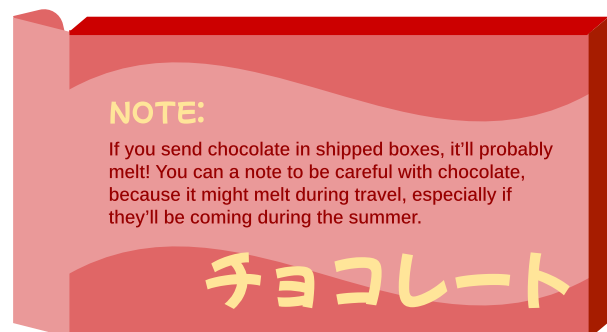 NOTE:
If you send chocolate in shipped boxes, it'll probably
melt! You can a note to be careful with chocolate,
because it might melt during travel, especially if
they'll be coming during the summer.
チョコレート